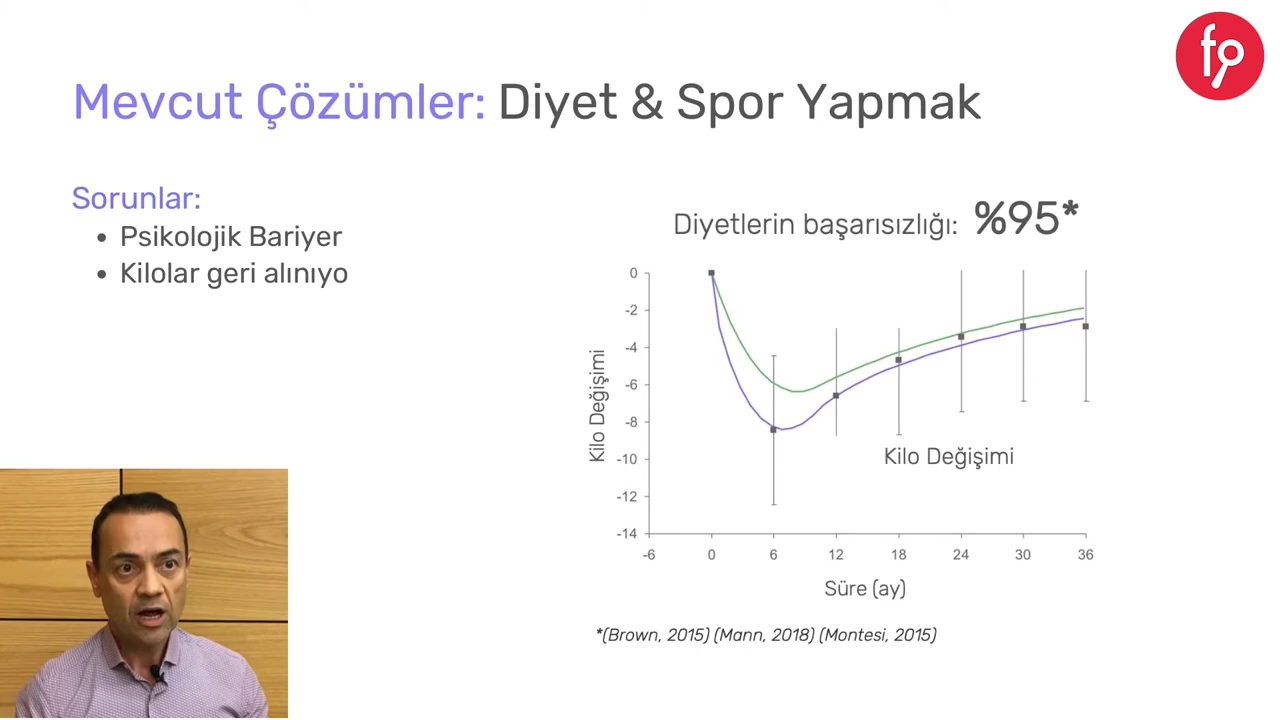 fp
Mevcut Çözümler: Diyet & Spor Yapmak
Sorunlar:
• Psikolojik Bariyer
• Kilolar geri alınıyo
Diyetlerin başarısızlığı: %95*
0
-2
-4
-6
-8
-10
-12
-14
Kilo Değişimi
Kilo Değişimi
-6 0 6 12 18 24 30 36
Süre (ay)
*(Brown, 2015) (Mann, 2018) (Montesi, 2015)